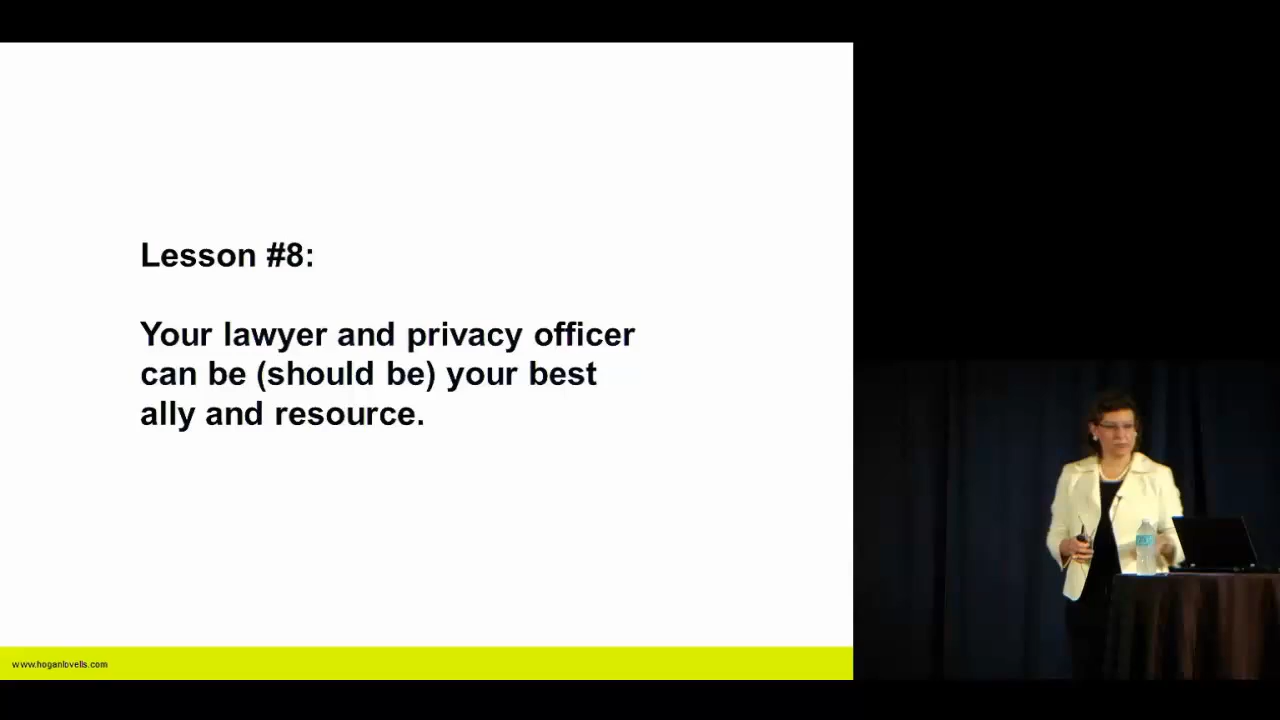 Lesson #8:
Your lawyer and privacy officer
can be (should be) your best
ally and resource.
www.hoganlovells.com